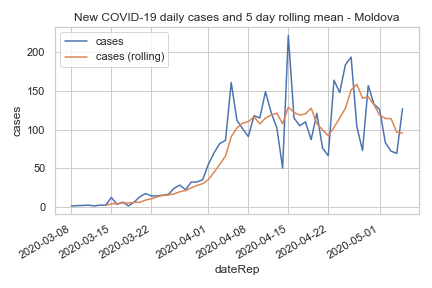 New COVID-19 daily cases and 5 day rolling mean - Moldova
cases
cases (rolling)
200
150
100
50
0
cases
2020-03-08
2020-03-15
2020-03-22
2020-04-01
2020-04-08
2020-04-15
2020-04-22
2020-05-01
dateRep